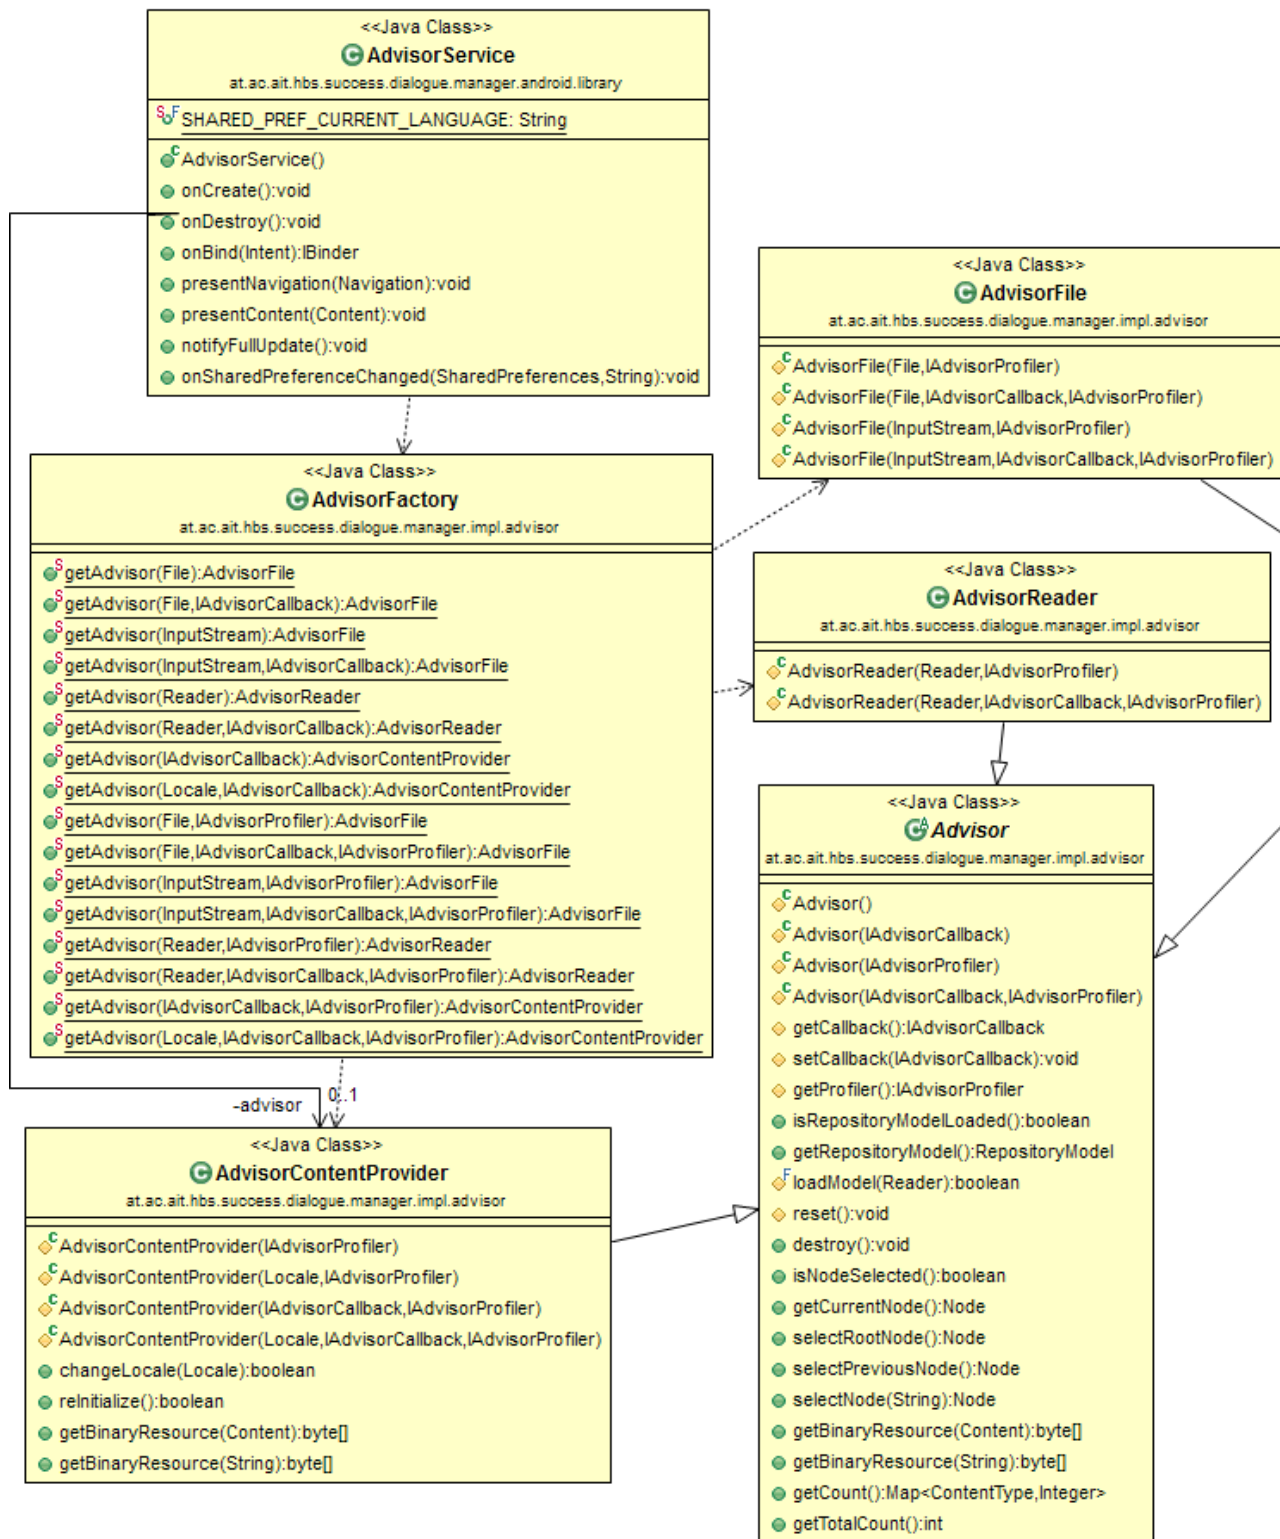 <<Java Class>>
AdvisorService
at.ac.ait.hbs.success.dialogue.manager.android.library
SHARED_PREF_CURRENT_LANGUAGE: String
AdvisorService()
onCreate():void
onDestroy():void
onBind(Intent):IBinder
presentNavigation(Navigation):void
presentContent(Content):void
notifyFullUpdate():void
onSharedPreferenceChanged(SharedPreferences,String):void
<<Java Class>>
AdvisorFile
at.ac.ait.hbs.success.dialogue.manager.impl.advisor
AdvisorFile(File,IAdvisorProfiler)
AdvisorFile(File,IAdvisorCallback,IAdvisorProfiler)
AdvisorFile(InputStream,IAdvisorProfiler)
AdvisorFile(InputStream,IAdvisorCallback,IAdvisorProfiler)
<<Java Class>>
AdvisorFactory
at.ac.ait.hbs.success.dialogue.manager.impl.advisor
getAdvisor(File):AdvisorFile
getAdvisor(File,IAdvisorCallback):AdvisorFile
getAdvisor(InputStream):AdvisorFile
getAdvisor(InputStream,IAdvisorCallback):AdvisorFile
getAdvisor(Reader):AdvisorReader
getAdvisor(Reader,IAdvisorCallback):AdvisorReader
getAdvisor(IAdvisorCallback):AdvisorContentProvider
getAdvisor(Locale,IAdvisorCallback):AdvisorContentProvider
getAdvisor(File,IAdvisorProfiler):AdvisorFile
getAdvisor(File,IAdvisorCallback,IAdvisorProfiler):AdvisorFile
getAdvisor(InputStream,IAdvisorProfiler):AdvisorFile
getAdvisor(InputStream,IAdvisorCallback,IAdvisorProfiler):AdvisorFile
getAdvisor(Reader,IAdvisorProfiler):AdvisorReader
getAdvisor(Reader,IAdvisorCallback,IAdvisorProfiler):AdvisorReader
getAdvisor(IAdvisorCallback,IAdvisorProfiler):AdvisorContentProvider
getAdvisor(Locale,IAdvisorCallback,IAdvisorProfiler):AdvisorContentProvider
<<Java Class>>
AdvisorReader
at.ac.ait.hbs.success.dialogue.manager.impl.advisor
AdvisorReader(Reader,IAdvisorProfiler)
AdvisorReader(Reader,IAdvisorCallback,IAdvisorProfiler)
-advisor
0..1
<<Java Class>>
AdvisorContentProvider
at.ac.ait.hbs.success.dialogue.manager.impl.advisor
AdvisorContentProvider(IAdvisorProfiler)
AdvisorContentProvider(Locale,IAdvisorProfiler)
AdvisorContentProvider(IAdvisorCallback,IAdvisorProfiler)
AdvisorContentProvider(Locale,IAdvisorCallback,IAdvisorProfiler)
changeLocale(Locale):boolean
reInitialize():boolean
getBinaryResource(Content):byte[]
getBinaryResource(String):byte[]
<<Java Class>>
Advisor
at.ac.ait.hbs.success.dialogue.manager.impl.advisor
Advisor()
Advisor(IAdvisorCallback)
Advisor(IAdvisorProfiler)
Advisor(IAdvisorCallback,IAdvisorProfiler)
getCallback():IAdvisorCallback
setCallback(IAdvisorCallback):void
getProfiler():IAdvisorProfiler
isRepositoryModelLoaded():boolean
getRepositoryModel():RepositoryModel
loadModel(Reader):boolean
reset():void
destroy():void
isNodeSelected():boolean
getCurrentNode():Node
selectRootNode():Node
selectPreviousNode():Node
selectNode(String):Node
getBinaryResource(Content):byte[]
getBinaryResource(String):byte[]
getCount():Map<ContentType,Integer>
getTotalCount():int